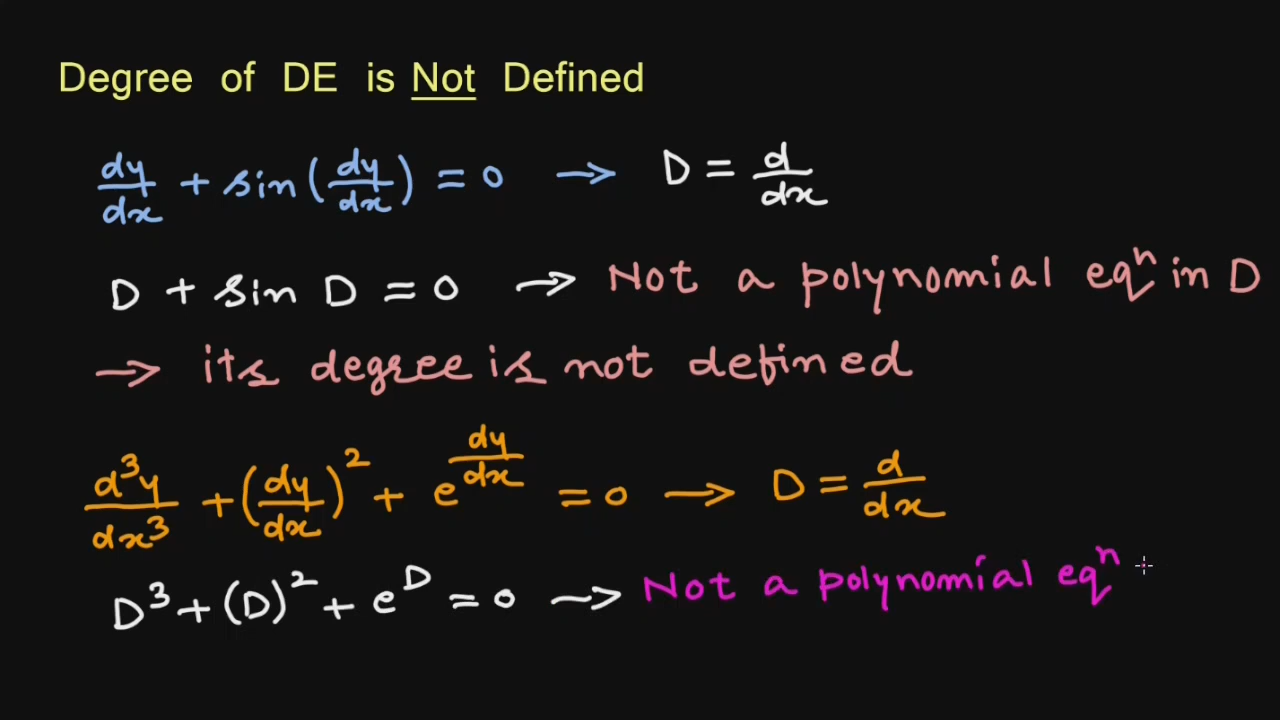 Degree of DE is Not Defined
dy/dx + sin(dy/dx) = 0 → D = d/dx
D + sin D = 0 → Not a polynomial eqⁿ in D
→ its degree is not defined
d³y/dx³ + (dy/dx)² + e^(dy/dx) = 0 → D = d/dx
D³ + (D)² + e^D = 0 → Not a polynomial eqⁿ